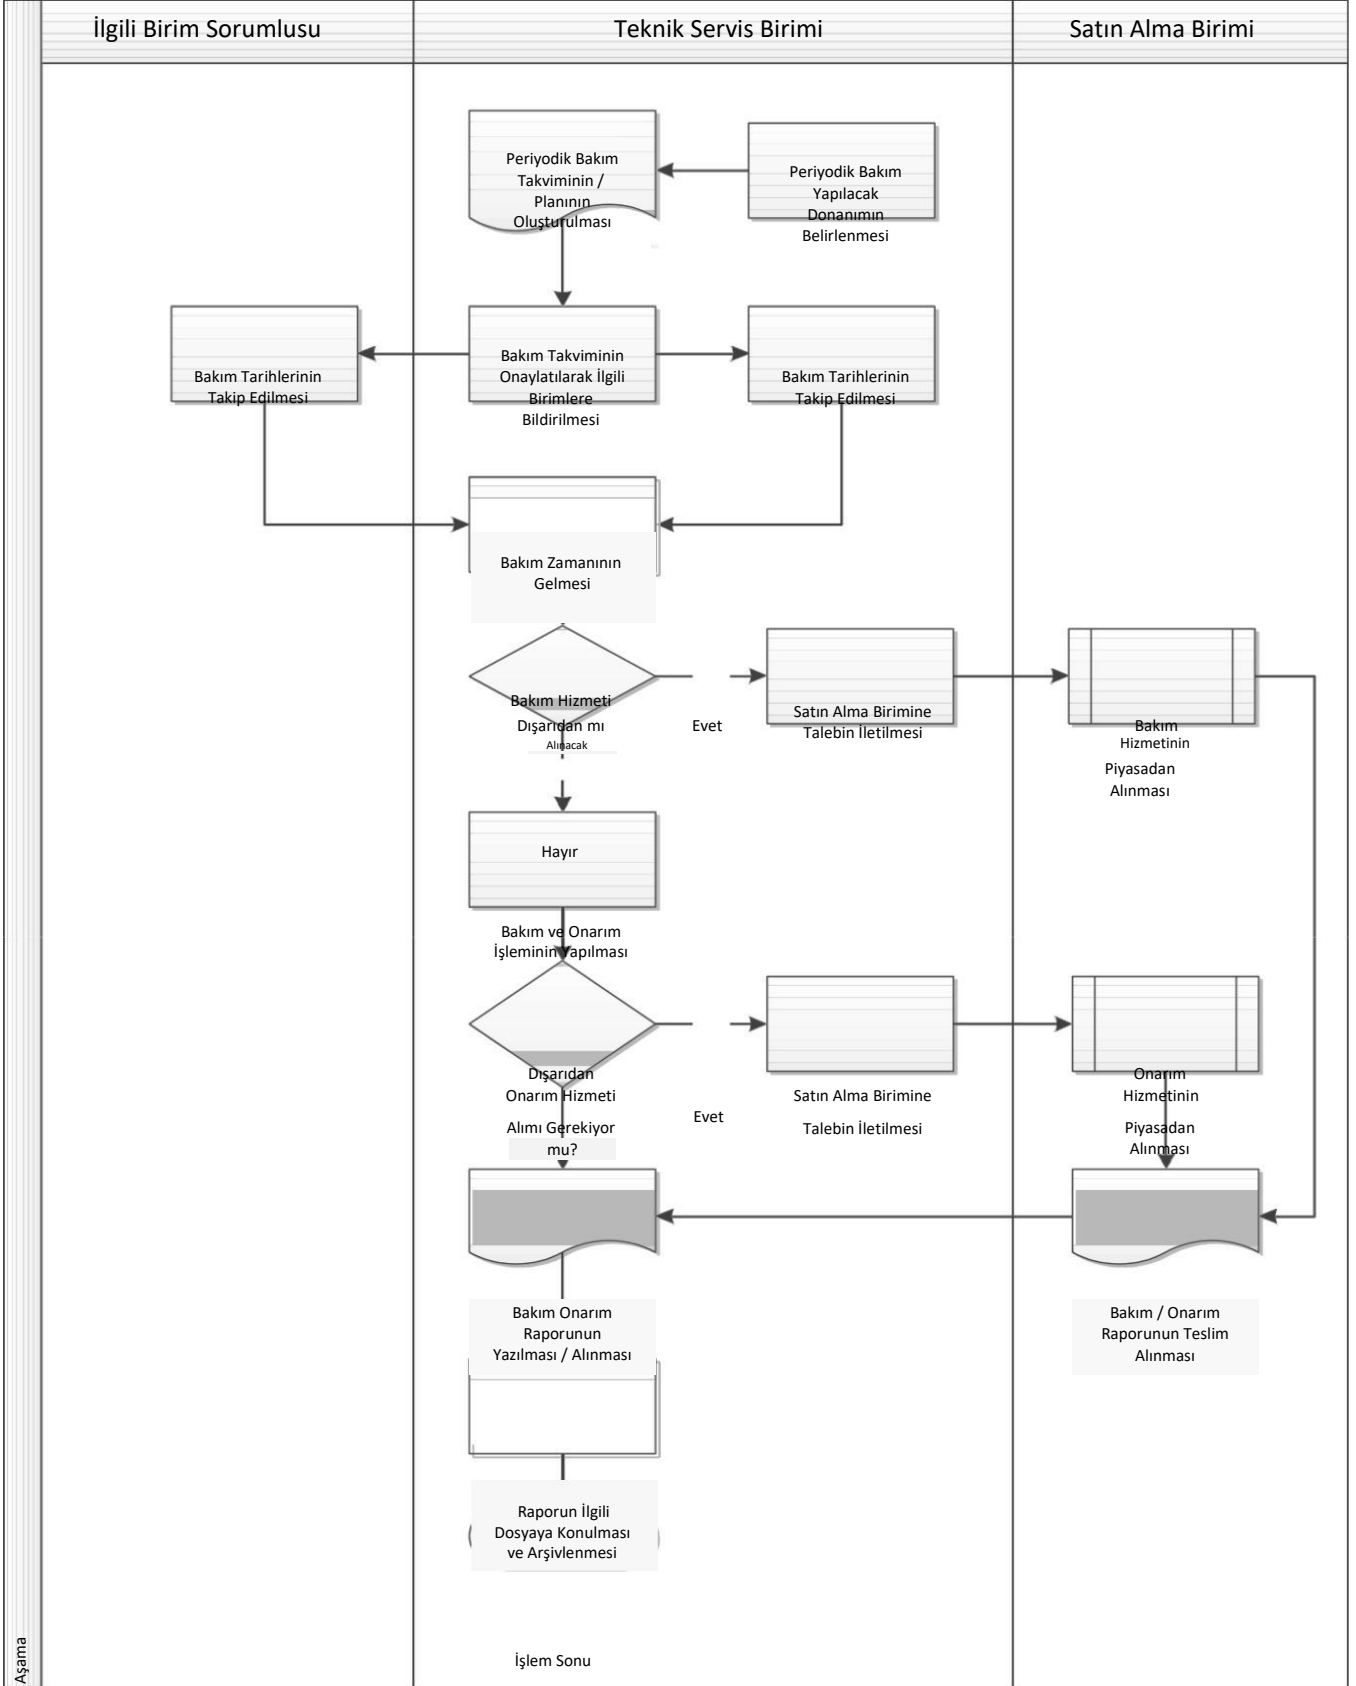 İlgili Birim Sorumlusu
Teknik Servis Birimi
Satın Alma Birimi
Periyodik Bakım
Takviminin /
Planının
Oluşturulması
Periyodik Bakım
Yapılacak
Donanımın
Belirlenmesi
Bakım Tarihlerinin
Takip Edilmesi
Bakım Takviminin
Onaylatılarak İlgili
Birimlere
Bildirilmesi
Bakım Tarihlerinin
Takip Edilmesi
Bakım Zamanının
Gelmesi
Bakım Hizmeti
Dışarıdan mı
Alınacak
Evet
Satın Alma Birimine
Talebin İletilmesi
Bakım
Hizmetinin
Piyasadan
Alınması
Hayır
Bakım ve Onarım
İşleminin Yapılması
Dışarıdan
Onarım Hizmeti
Alımı Gerekiyor
mu?
Evet
Satın Alma Birimine
Talebin İletilmesi
Onarım
Hizmetinin
Piyasadan
Alınması
Bakım Onarım
Raporunun
Yazılması / Alınması
Bakım / Onarım
Raporunun Teslim
Alınması
Raporun İlgili
Dosyaya Konulması
ve Arşivlenmesi
İşlem Sonu
Aşama